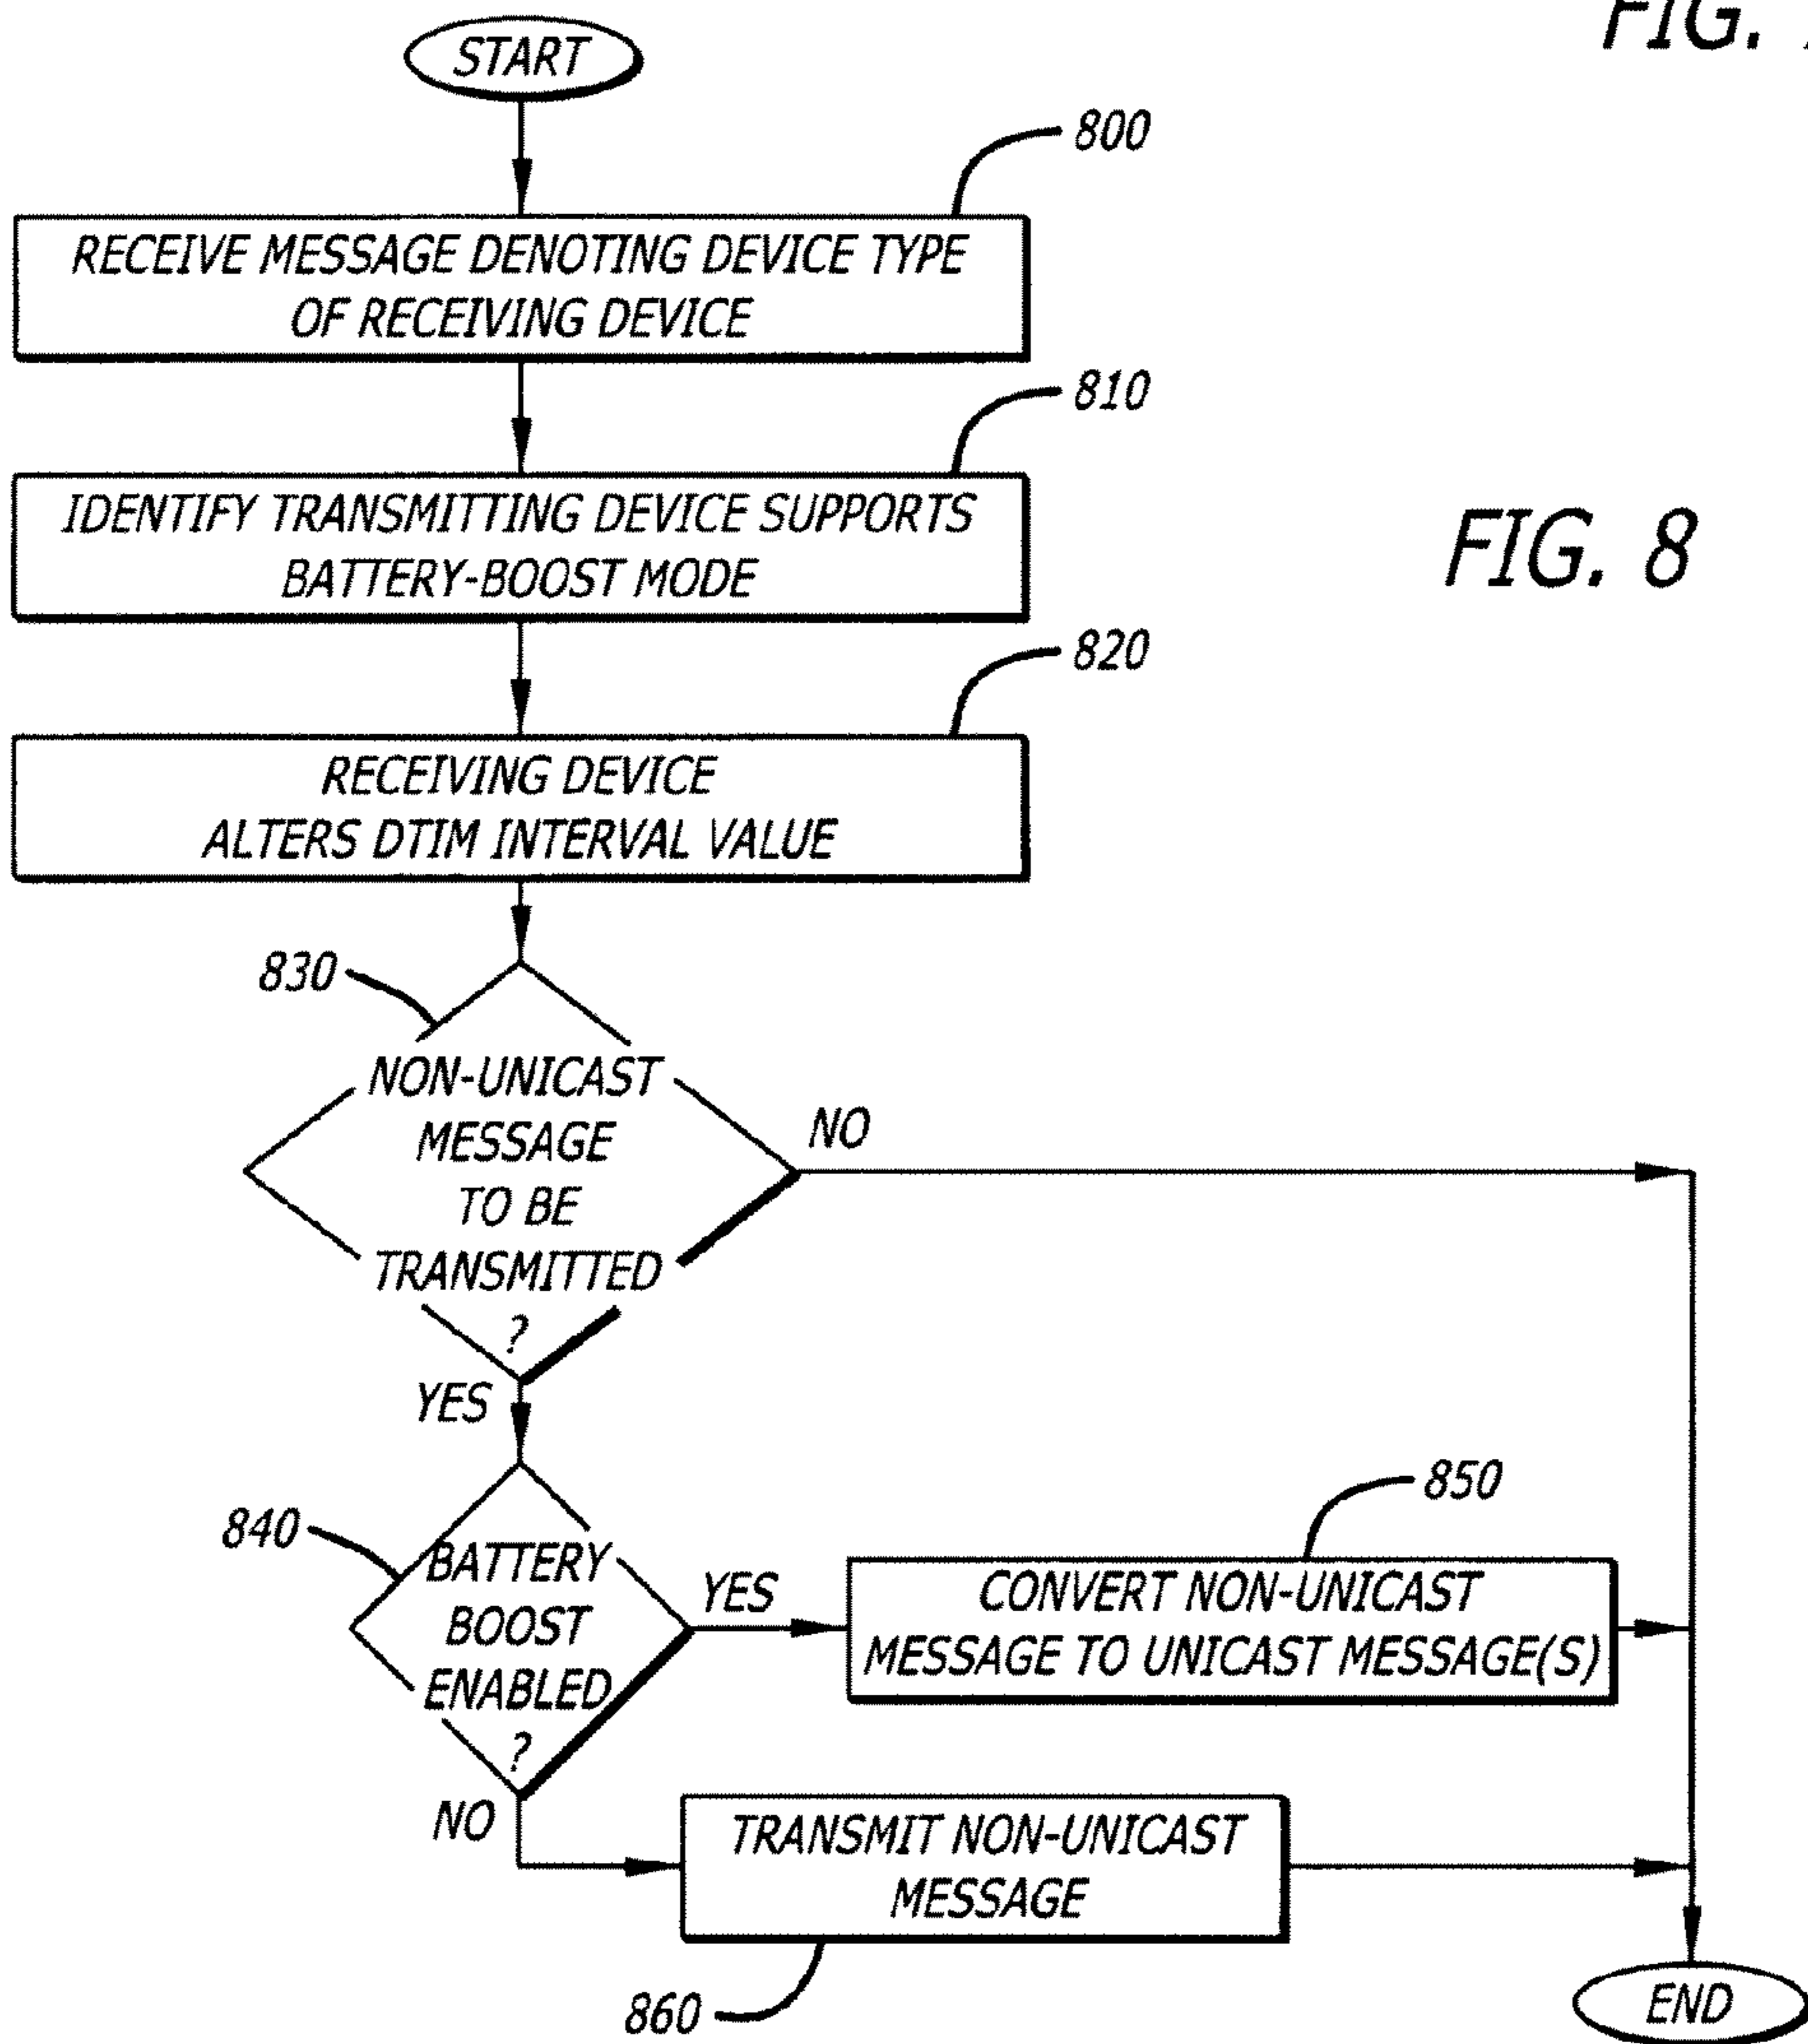 FIG.
START
800
RECEIVE MESSAGE DENOTING DEVICE TYPE
OF RECEIVING DEVICE
810
IDENTIFY TRANSMITTING DEVICE SUPPORTS
BATTERY-BOOST MODE
FIG. 8
820
RECEIVING DEVICE
ALTERS DTIM INTERVAL VALUE
830
NON-UNICAST
MESSAGE
TO BE
TRANSMITTED
?
NO
YES
840
BATTERY
BOOST
ENABLED
?
YES
850
CONVERT NON-UNICAST
MESSAGE TO UNICAST MESSAGE(S)
NO
TRANSMIT NON-UNICAST
MESSAGE
860
END